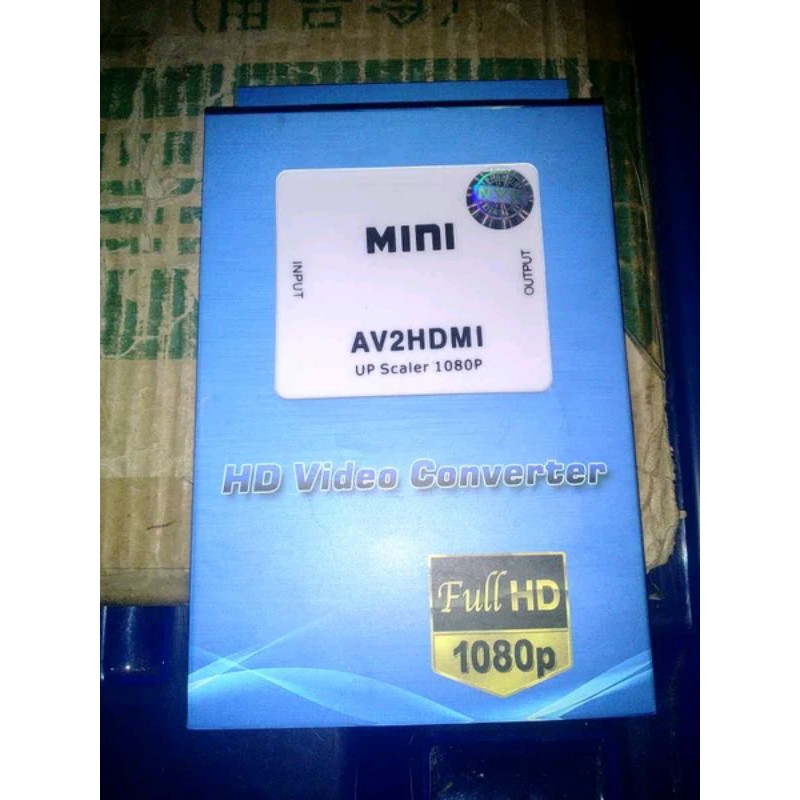 MINI
INPUT
OUTPUT
AV2HDMI
UP Scaler 1080P
HD Video Converter
Full HD
1080p